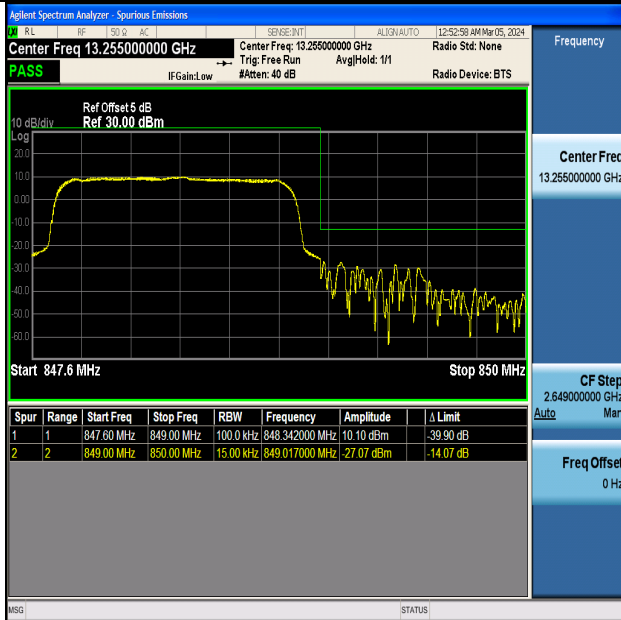 Agilent Spectrum Analyzer - Spurious Emissions
RL RF 50 Ω AC SENSE:INT ALIGN AUTO 12:52:58 AM Mar 05, 2024
Center Freq 13.255000000 GHz
Center Freq: 13.255000000 GHz
Radio Std: None
Trig: Free Run Avg|Hold: 1/1
PASS
IFGain:Low
#Atten: 40 dB
Radio Device: BTS
Frequency
Ref Offset 5 dB
10 dB/div Ref 30.00 dBm
Log
20.0
10.0
0.00
-10.0
-20.0
-30.0
-40.0
-50.0
-60.0
Start 847.6 MHz Stop 850 MHz
Center Freq
13.255000000 GHz
CF Step
2.649000000 GHz
Auto Man
Freq Offset
0 Hz
Spur Range Start Freq Stop Freq RBW Frequency Amplitude Δ Limit
1 1 847.60 MHz 849.00 MHz 100.0 kHz 848.342000 MHz 10.10 dBm -39.90 dB
2 2 849.00 MHz 850.00 MHz 15.00 kHz 849.017000 MHz -27.07 dBm -14.07 dB
MSG STATUS